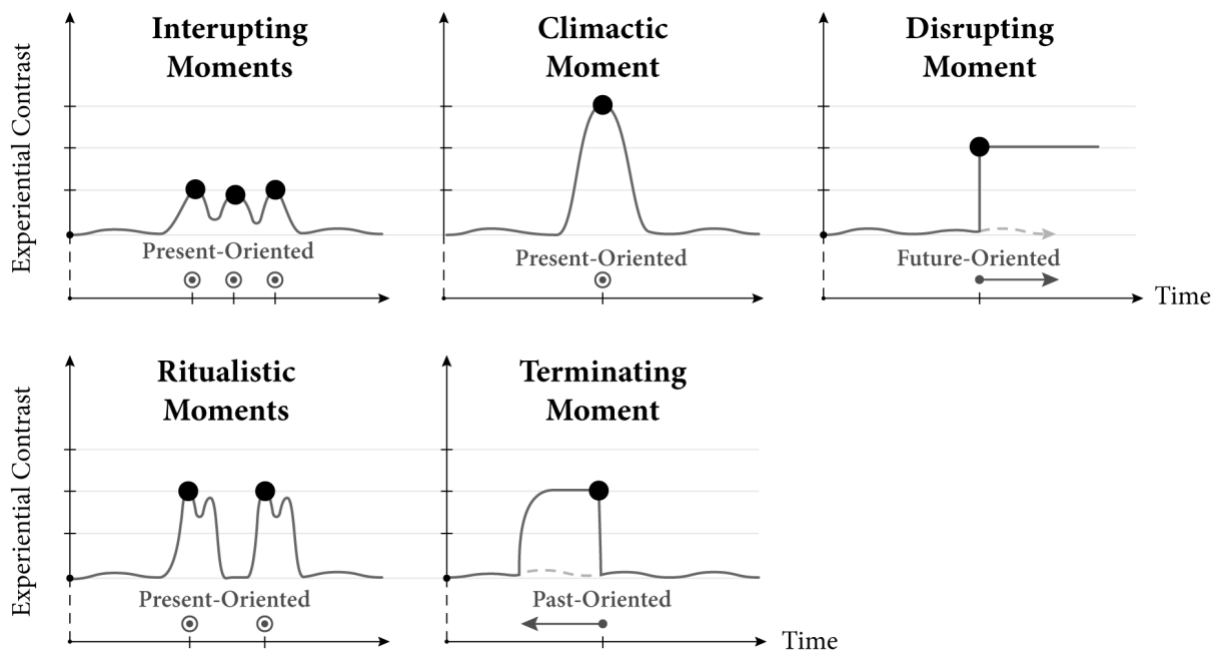 Interupting
Moments
Climactic
Moment
Disrupting
Moment
Experiential Contrast
Present-Oriented
Present-Oriented
Future-Oriented
Time
Ritualistic
Moments
Terminating
Moment
Experiential Contrast
Present-Oriented
Past-Oriented
Time